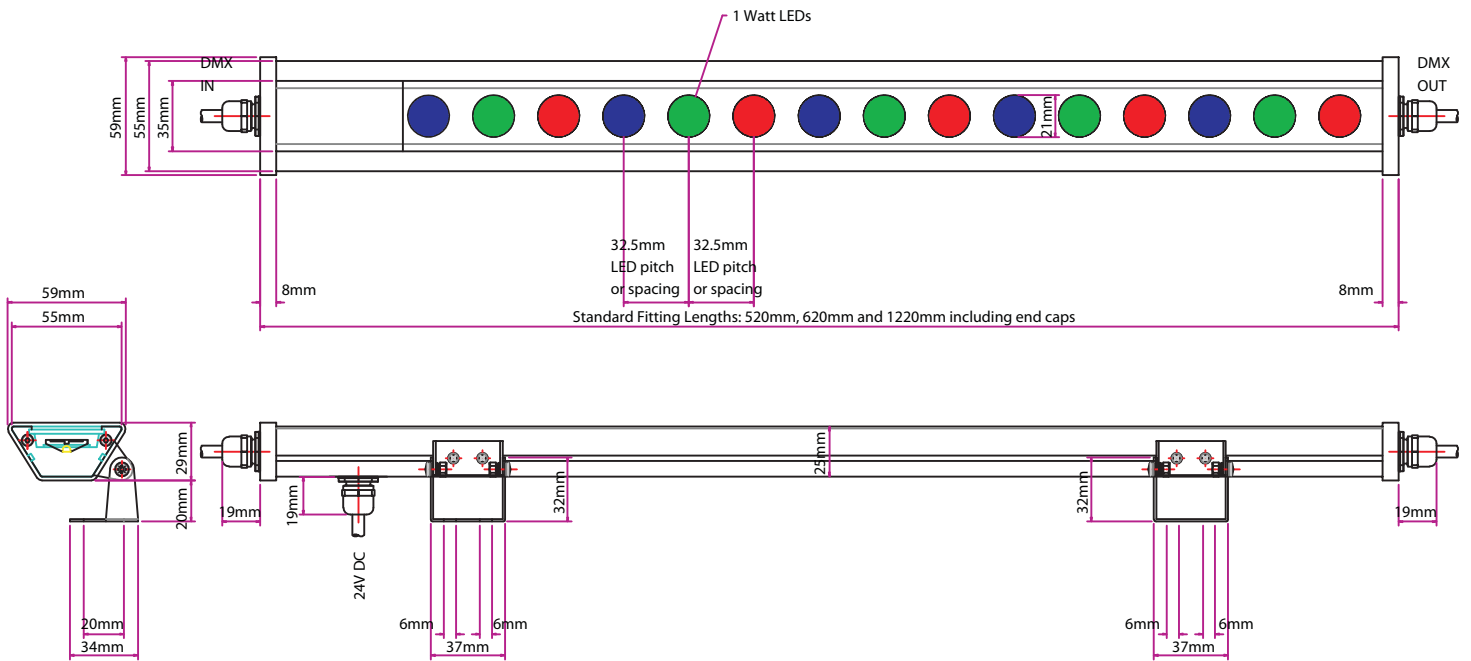 1 Watt LEDs
DMX
IN
DMX
OUT
59mm
55mm
35mm
21mm
32.5mm
LED pitch
or spacing
32.5mm
LED pitch
or spacing
8mm
8mm
Standard Fitting Lengths: 520mm, 620mm and 1220mm including end caps
59mm
55mm
29mm
20mm
20mm
34mm
19mm
19mm
24V DC
32mm
25mm
32mm
19mm
6mm
6mm
37mm
6mm
6mm
37mm